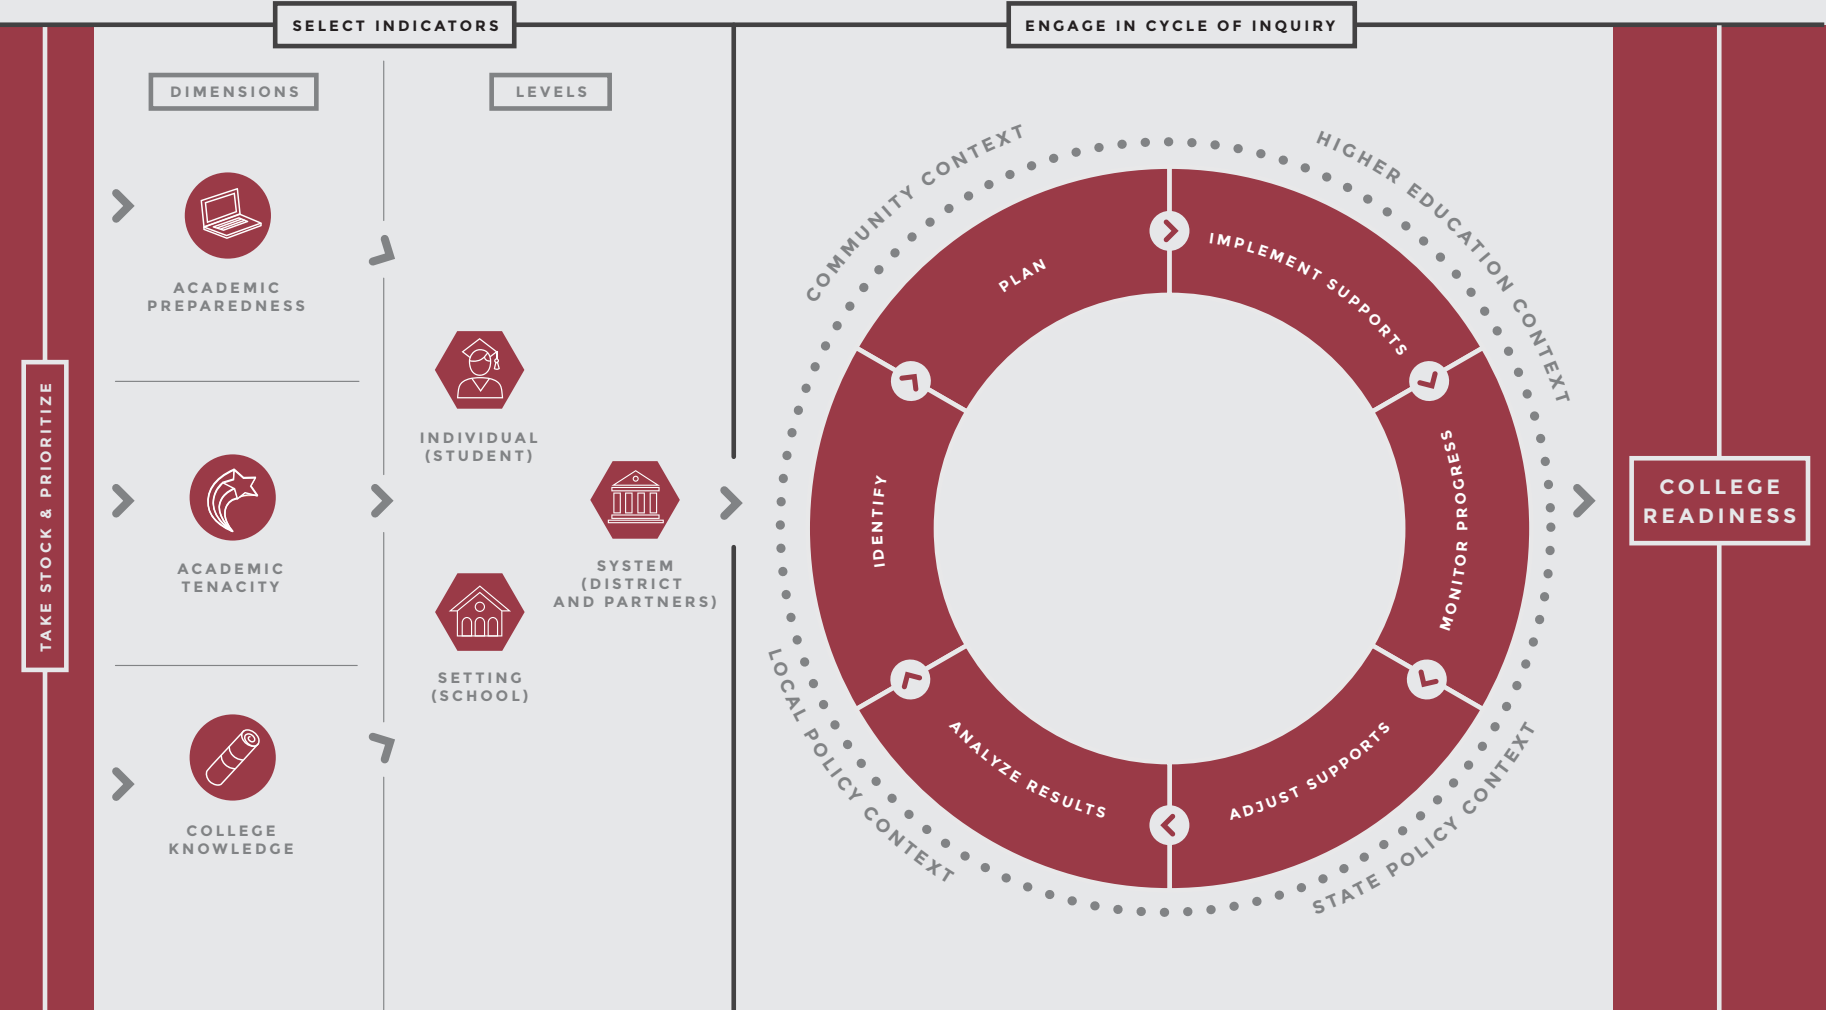 SELECT INDICATORS
ENGAGE IN CYCLE OF INQUIRY
TAKE STOCK & PRIORITIZE
DIMENSIONS
ACADEMIC
PREPAREDNESS
ACADEMIC
TENACITY
COLLEGE
KNOWLEDGE
LEVELS
INDIVIDUAL
(STUDENT)
SETTING
(SCHOOL)
SYSTEM
(DISTRICT
AND PARTNERS)
COMMUNITY CONTEXT
HIGHER EDUCATION CONTEXT
STATE POLICY CONTEXT
LOCAL POLICY CONTEXT
PLAN
IMPLEMENT SUPPORTS
MONITOR PROGRESS
ADJUST SUPPORTS
ANALYZE RESULTS
IDENTIFY
COLLEGE
READINESS